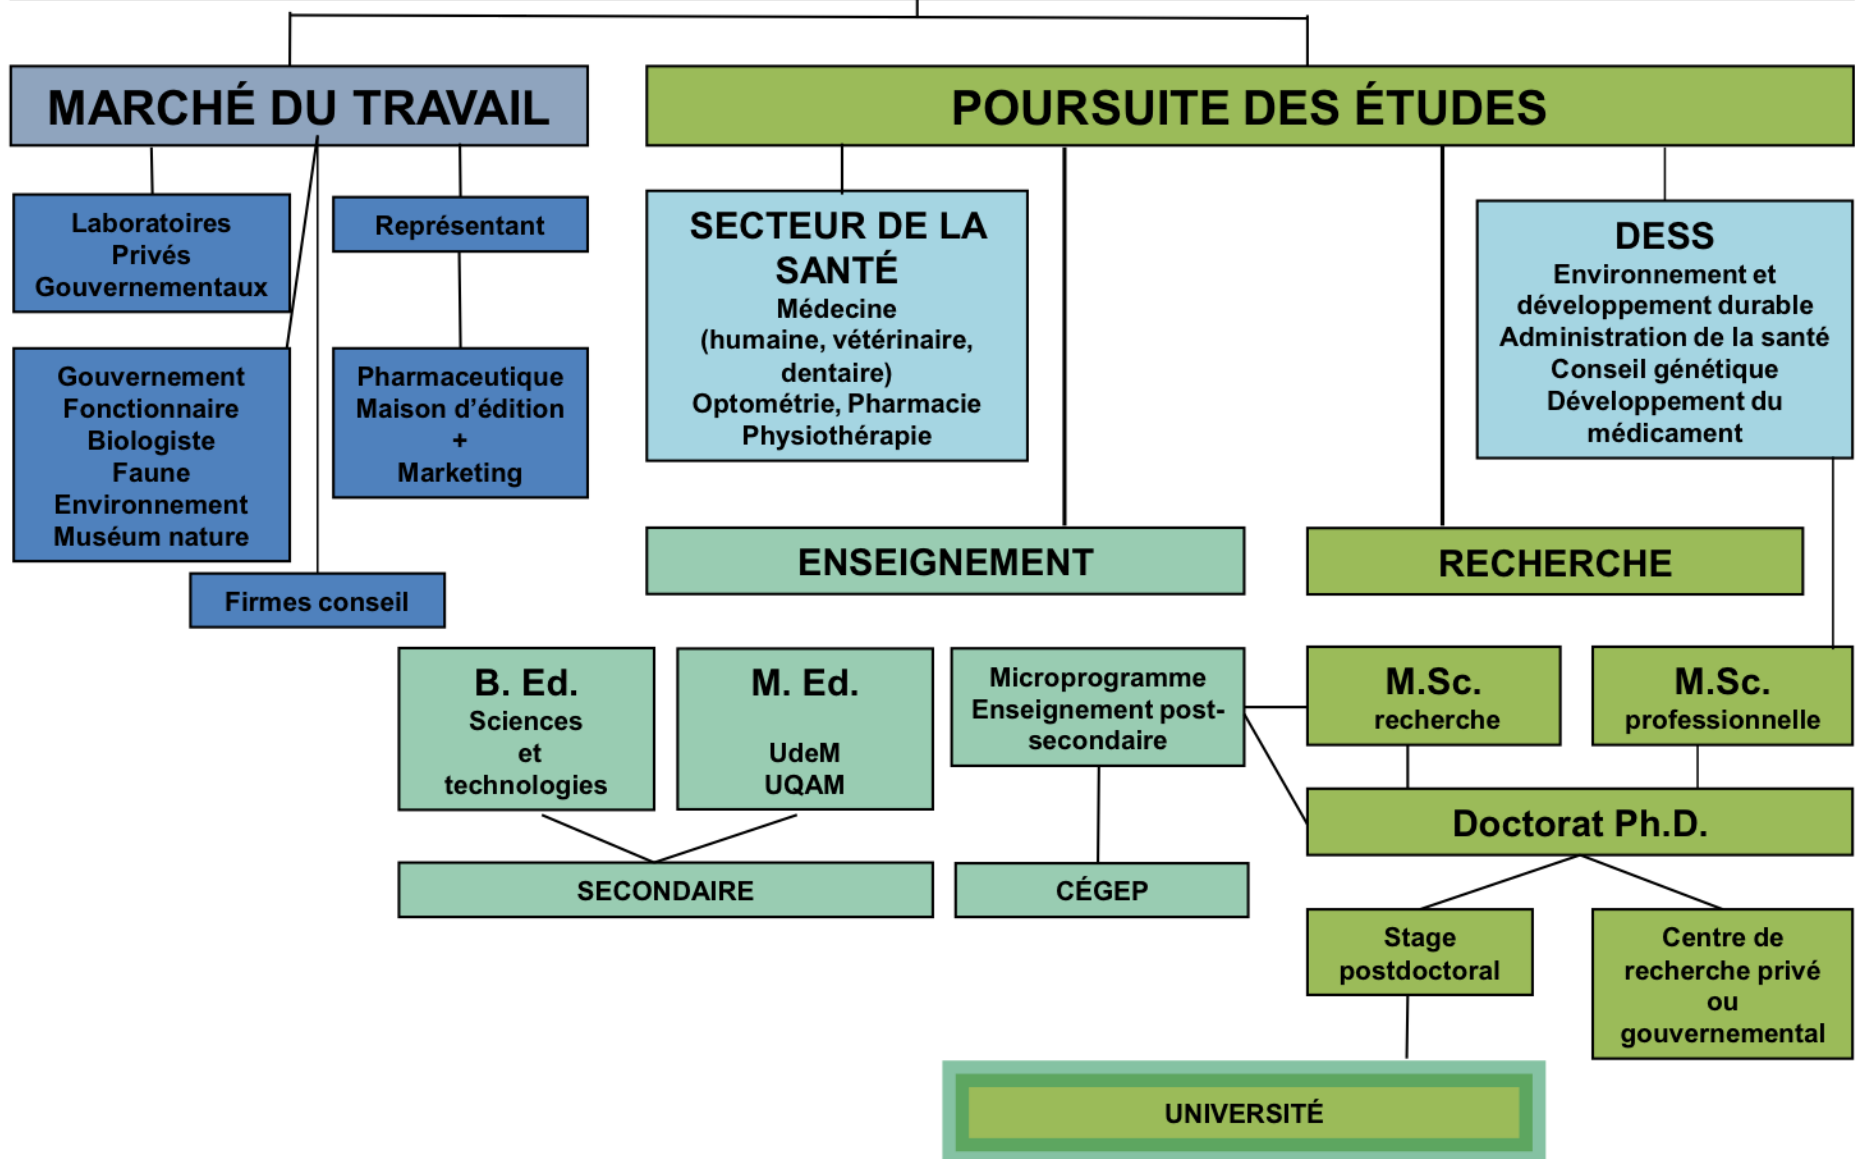 MARCHÉ DU TRAVAIL
POURSUITE DES ÉTUDES
Laboratoires
Privés
Gouvernementaux
Représentant
Gouvernement
Fonctionnaire
Biologiste
Faune
Environnement
Muséum nature
Pharmaceutique
Maison d'édition
+
Marketing
Firmes conseil
SECTEUR DE LA
SANTÉ
Médecine
(humaine, vétérinaire,
dentaire)
Optométrie, Pharmacie
Physiothérapie
DESS
Environnement et
développement durable
Administration de la santé
Conseil génétique
Développement du
médicament
ENSEIGNEMENT
RECHERCHE
B. Ed.
Sciences
et
technologies
M. Ed.
UdeM
UQAM
Microprogramme
Enseignement post-
secondaire
M.Sc.
recherche
M.Sc.
professionnelle
Doctorat Ph.D.
SECONDAIRE
CÉGEP
Stage
postdoctoral
Centre de
recherche privé
ou
gouvernemental
UNIVERSITÉ